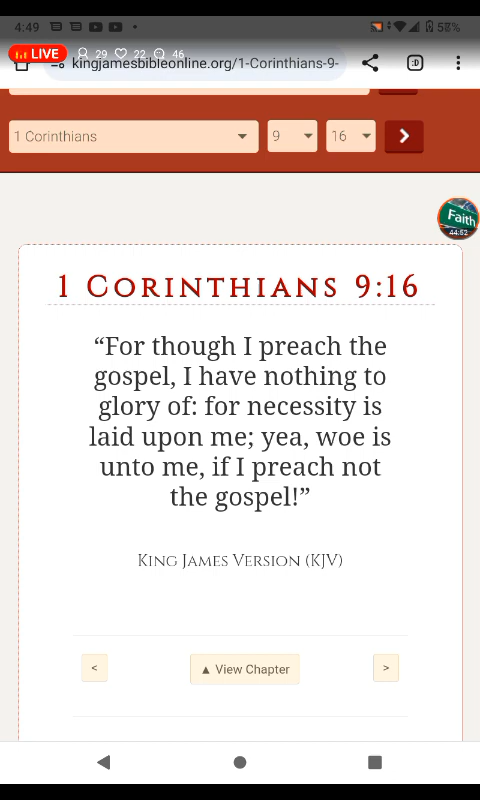 4:49 58%
LIVE 29 22 46
kingjamesbibleonline.org/1-Corinthians-9-
:D
1 Corinthians 9 16
Faith
44:52
1 Corinthians 9:16
“For though I preach the
gospel, I have nothing to
glory of: for necessity is
laid upon me; yea, woe is
unto me, if I preach not
the gospel!”
King James Version (KJV)
< ▲ View Chapter >